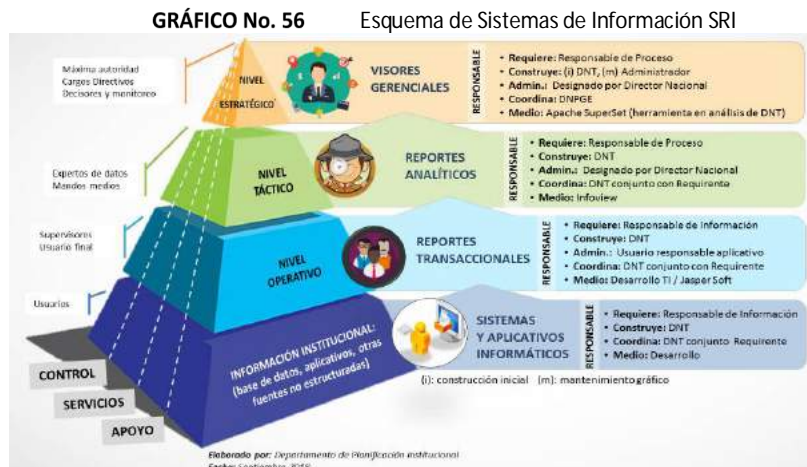 GRÁFICO No. 56 Esquema de Sistemas de Información SRI
Máxima autoridad
Cargos Directivos
Decisores y monitoreo
NIVEL
ESTRATÉGICO
VISORES
GERENCIALES
RESPONSABLE
• Requiere: Responsable de Proceso
• Construye: (i) DNT, (m) Administrador
• Admin.: Designado por Director Nacional
• Coordina: DNPGE
• Medio: Apache SuperSet (herramienta en análisis de DNT)
Expertos de datos
Mandos medios
NIVEL
TÁCTICO
REPORTES
ANALÍTICOS
RESPONSABLE
• Requiere: Responsable de Proceso
• Construye: DNT
• Admin.: Designado por Director Nacional
• Coordina: DNT conjunto con Requirente
• Medio: Infoview
Supervisores
Usuario final
NIVEL
OPERATIVO
REPORTES
TRANSACCIONALES
RESPONSABLE
• Requiere: Responsable de Información
• Construye: DNT
• Admin.: Usuario responsable aplicativo
• Coordina: DNT conjunto con Requirente
• Medio: Desarrollo TI / Jasper Soft
Usuarios
INFORMACIÓN INSTITUCIONAL:
(base de datos, aplicativos, otras
fuentes no estructuradas)
SISTEMAS
Y APLICATIVOS
INFORMÁTICOS
RESPONSABLE
• Requiere: Responsable de Información
• Construye: DNT
• Coordina: DNT conjunto Requirente
• Medio: Desarrollo
CONTROL
SERVICIOS
APOYO
(i): construcción inicial (m): mantenimiento gráfico
Elaborado por: Departamento de Planificación Institucional